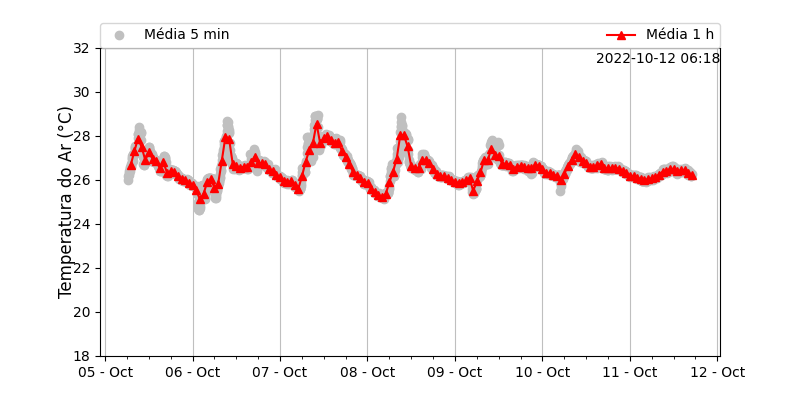 Média 5 min
Média 1 h
2022-10-12 06:18
Temperatura do Ar (°C)
32
30
28
26
24
22
20
18
05 - Oct
06 - Oct
07 - Oct
08 - Oct
09 - Oct
10 - Oct
11 - Oct
12 - Oct